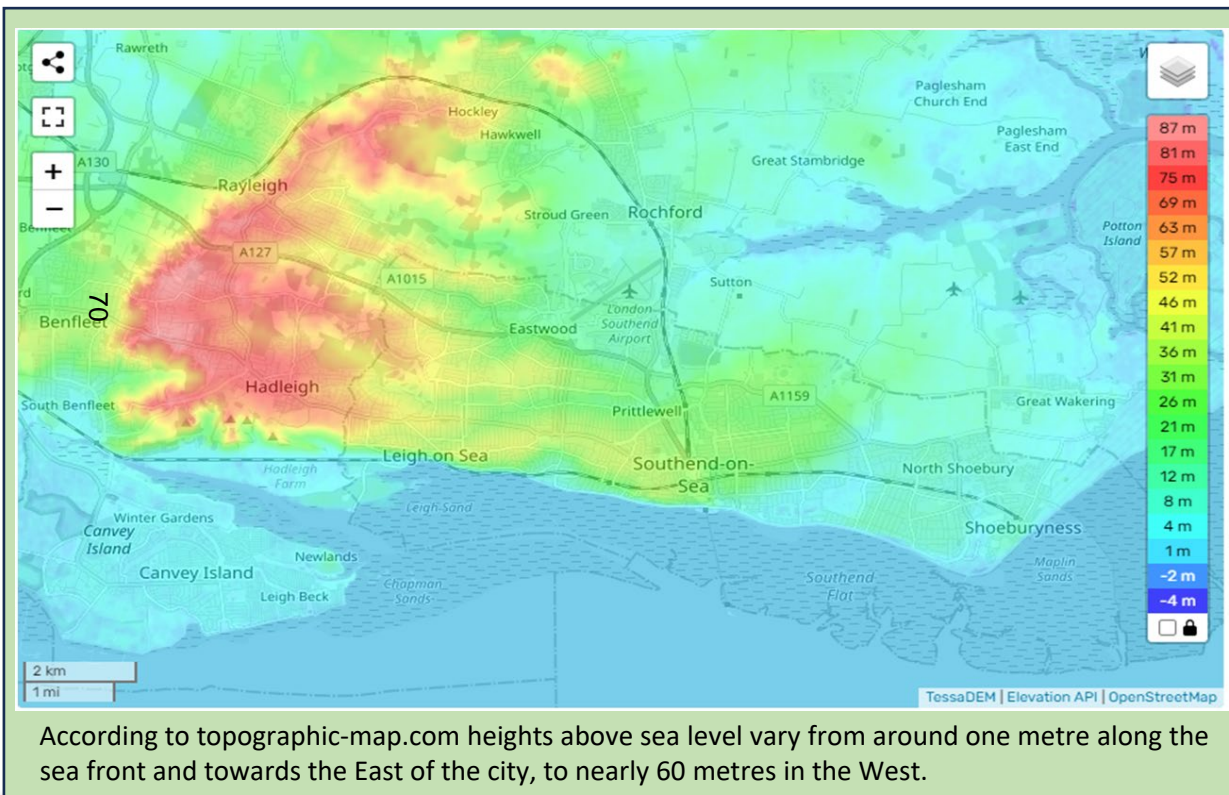 Rawreth
A130
Rayleigh
Hockley
Hawkwell
Paglesham
Church End
Paglesham
East End
Great Stambridge
Stroud Green
Rochford
Potton
Island
A127
A1015
Sutton
London
Southend
Airport
Eastwood
70
Benfleet
Hadleigh
South Benfleet
Prittlewell
A1159
Great Wakering
Leigh on Sea
Southend-on-
Sea
North Shoebury
Shoeburyness
Hadleigh
Farm
Leigh Sand
Winter Gardens
Canvey
Island
Newlands
Canvey Island
Leigh Beck
Chapman
Sands
Southend
Flat
Maplin
Sands
+
−
87 m
81 m
75 m
69 m
63 m
57 m
52 m
46 m
41 m
36 m
31 m
26 m
21 m
17 m
12 m
8 m
4 m
1 m
-2 m
-4 m
2 km
1 mi
TessaDEM | Elevation API | OpenStreetMap
According to topographic-map.com heights above sea level vary from around one metre along the
sea front and towards the East of the city, to nearly 60 metres in the West.